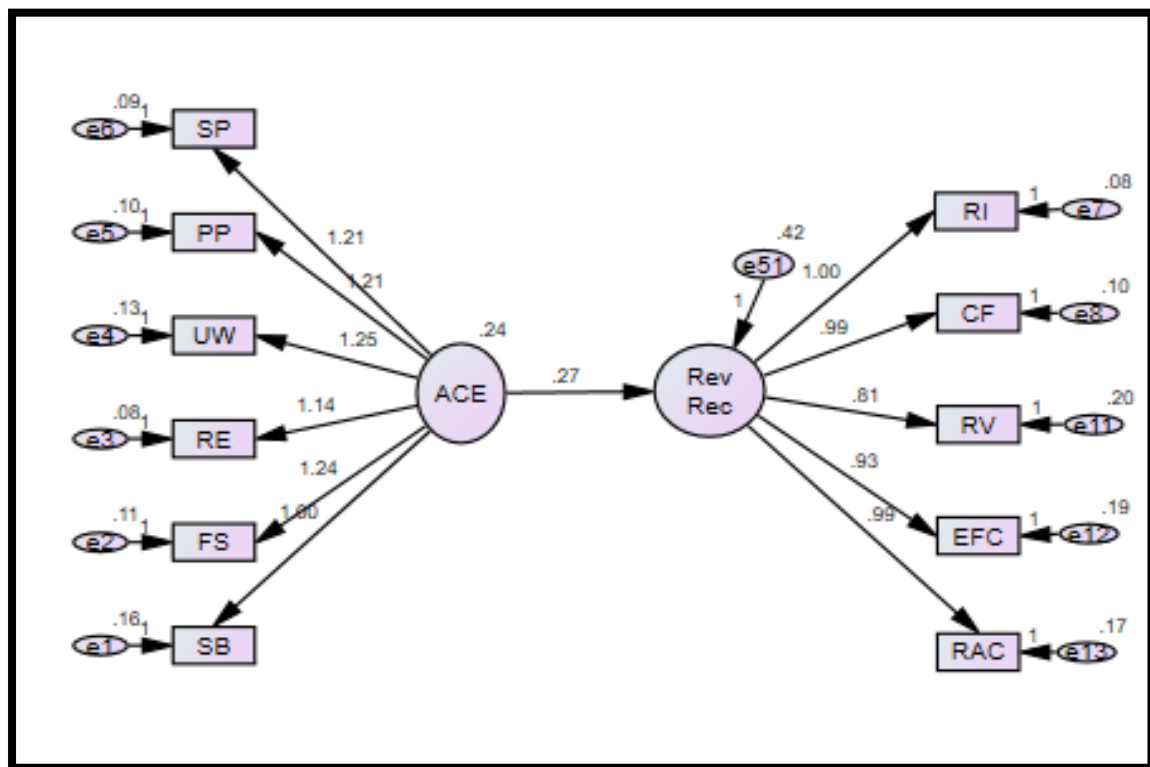 .09
1
e6
SP
.10
1
e5
PP
.13
1
e4
UW
.08
1
e3
RE
.11
1
e2
FS
.16
1
e1
SB
1.21
1.21
1.25
1.14
1.24
1.00
.24
ACE
.27
.42
e51
1
Rev
Rec
1.00
.99
.81
.93
.99
RI
1
.08
e7
CF
1
.10
e8
RV
1
.20
e11
EFC
1
.19
e12
RAC
1
.17
e13